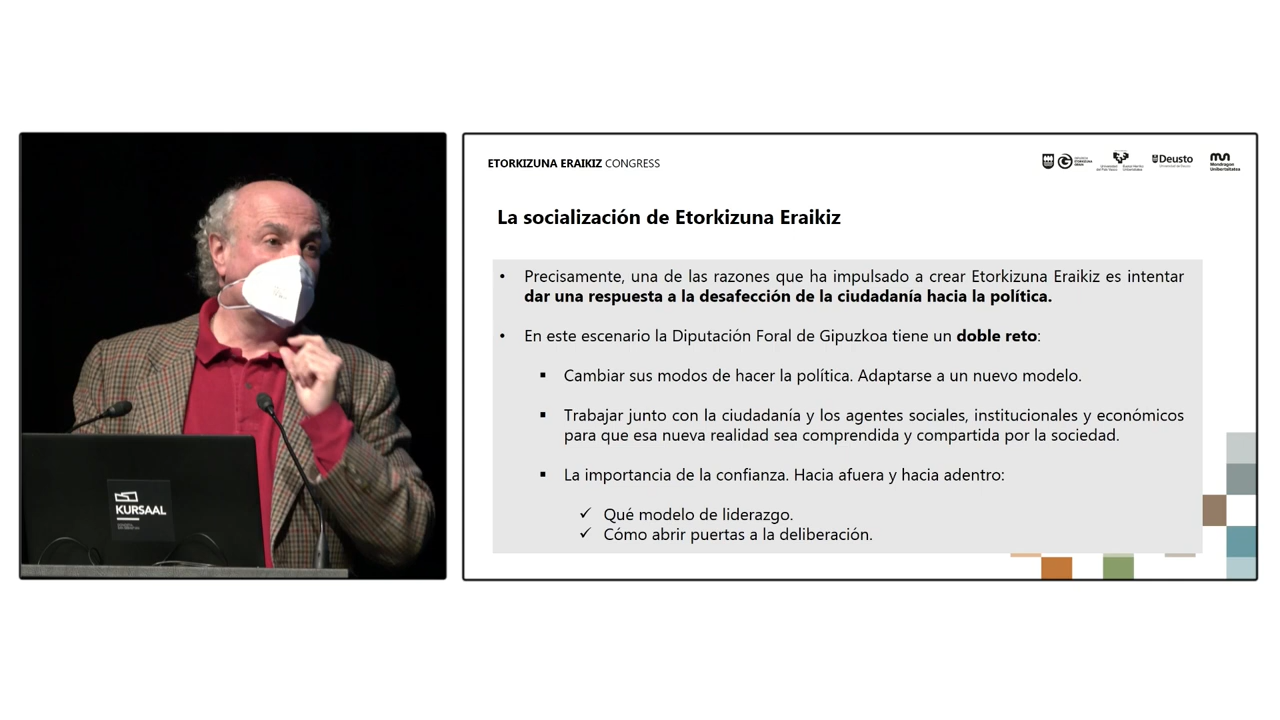 ETORKIZUNA ERAIKIZ CONGRESS
Deusto
Mondragon
Unibertsitatea
La socialización de Etorkizuna Eraikiz
• Precisamente, una de las razones que ha impulsado a crear Etorkizuna Eraikiz es intentar
dar una respuesta a la desafección de la ciudadanía hacia la política.
• En este escenario la Diputación Foral de Gipuzkoa tiene un doble reto:
▪ Cambiar sus modos de hacer la política. Adaptarse a un nuevo modelo.
▪ Trabajar junto con la ciudadanía y los agentes sociales, institucionales y económicos
para que esa nueva realidad sea comprendida y compartida por la sociedad.
▪ La importancia de la confianza. Hacia afuera y hacia adentro:
✓ Qué modelo de liderazgo.
✓ Cómo abrir puertas a la deliberación.
KURSAAL